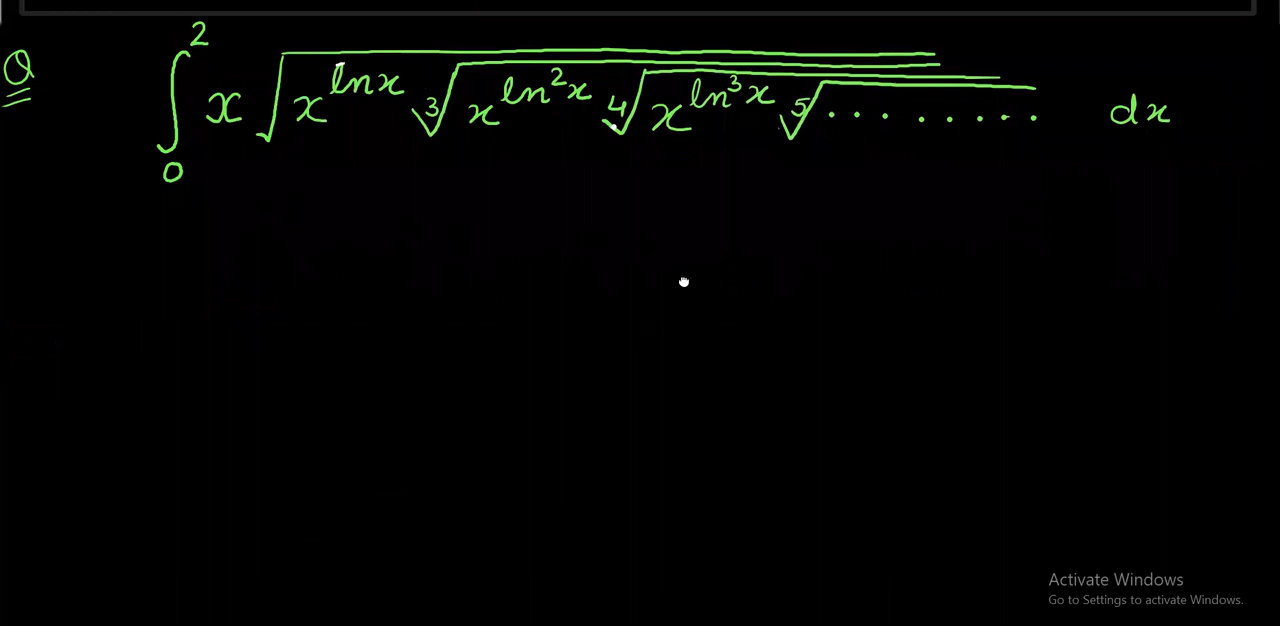 Q ∫₀² x √(x^(ln x) ∛(x^(ln²x) ∜(x^(ln³x) ⁵√(.........)))) dx
Activate Windows
Go to Settings to activate Windows.